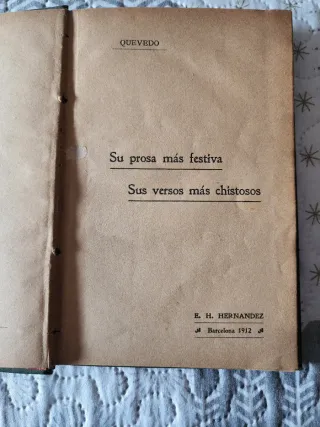 QUEVEDO
Su prosa más festiva
Sus versos más chistosos
E. H. HERNANDEZ
Barcelona 1912